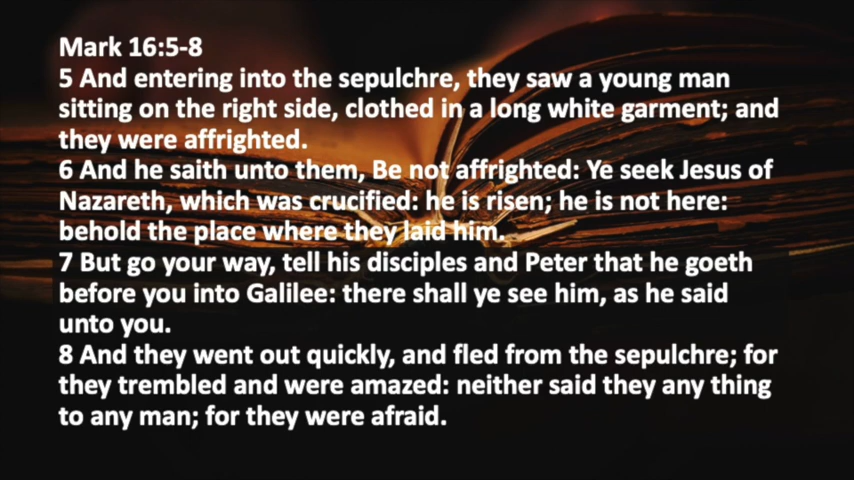 Mark 16:5-8
5 And entering into the sepulchre, they saw a young man
sitting on the right side, clothed in a long white garment; and
they were affrighted.
6 And he saith unto them, Be not affrighted: Ye seek Jesus of
Nazareth, which was crucified: he is risen; he is not here:
behold the place where they laid him.
7 But go your way, tell his disciples and Peter that he goeth
before you into Galilee: there shall ye see him, as he said
unto you.
8 And they went out quickly, and fled from the sepulchre; for
they trembled and were amazed: neither said they any thing
to any man; for they were afraid.